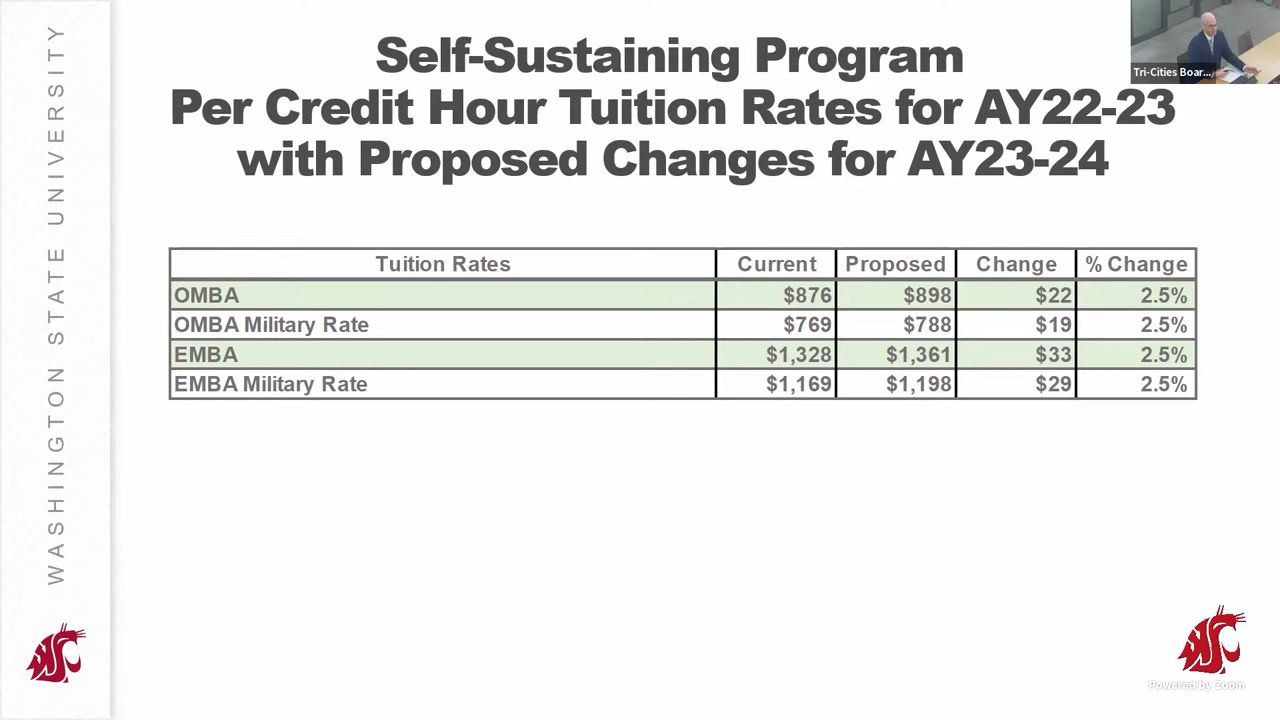 WASHINGTON STATE UNIVERSITY
Self-Sustaining Program
Per Credit Hour Tuition Rates for AY22-23
with Proposed Changes for AY23-24
Tri-Cities Boar...
Tuition Rates Current Proposed Change % Change
OMBA $876 $898 $22 2.5%
OMBA Military Rate $769 $788 $19 2.5%
EMBA $1,328 $1,361 $33 2.5%
EMBA Military Rate $1,169 $1,198 $29 2.5%
Powered by Zoom